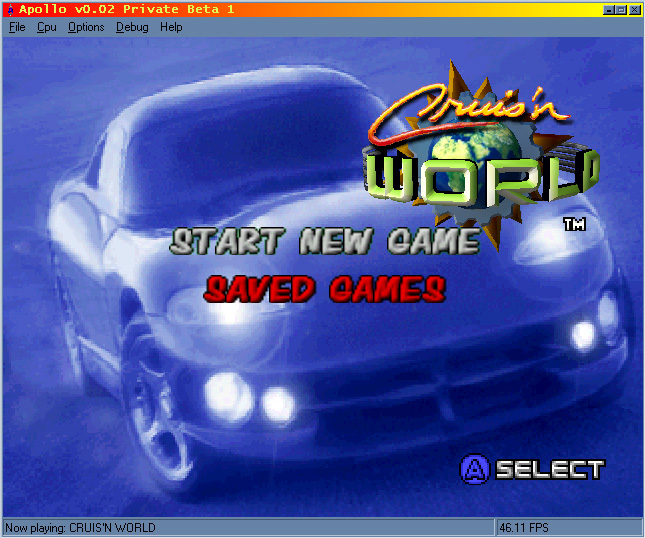 Apollo v0.02 Private Beta 1
File Cpu Options Debug Help
Cruis'n
WORLD
TM
START NEW GAME
SAVED GAMES
A SELECT
Now playing: CRUIS'N WORLD 46.11 FPS